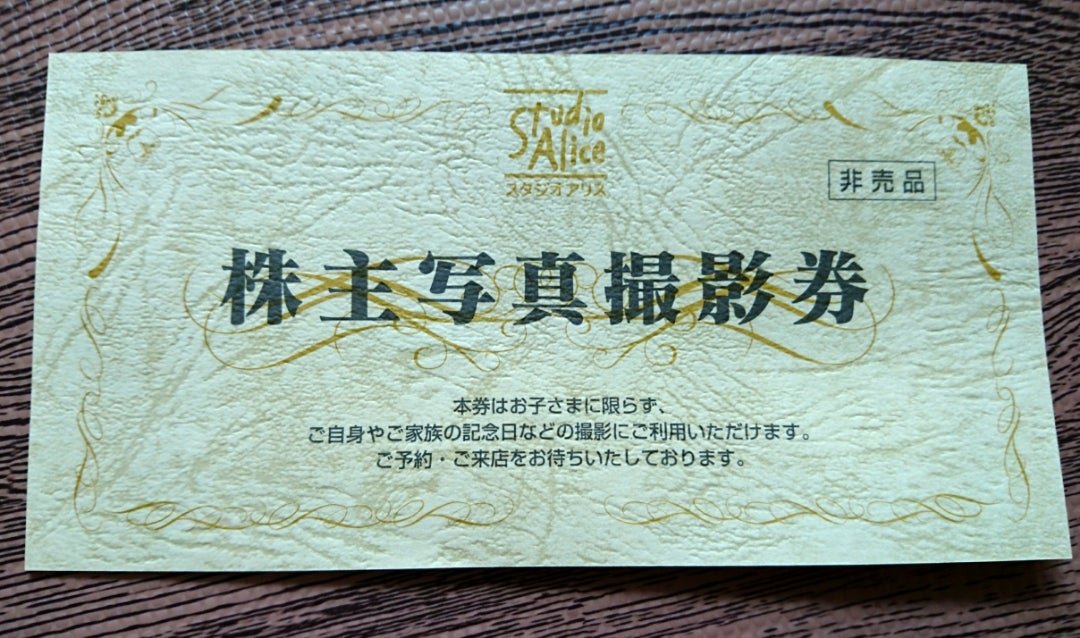 Studio
Alice
スタジオアリス
非売品
株主写真撮影券
本券はお子さまに限らず、
ご自身やご家族の記念日などの撮影にご利用いただけます。
ご予約・ご来店をお待ちいたしております。